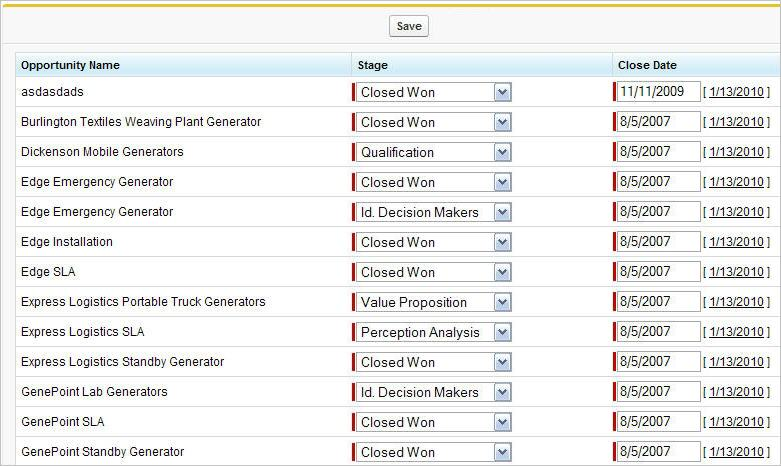 Save
Opportunity Name Stage Close Date
asdasdads Closed Won 11/11/2009 [ 1/13/2010 ]
Burlington Textiles Weaving Plant Generator Closed Won 8/5/2007 [ 1/13/2010 ]
Dickenson Mobile Generators Qualification 8/5/2007 [ 1/13/2010 ]
Edge Emergency Generator Closed Won 8/5/2007 [ 1/13/2010 ]
Edge Emergency Generator Id. Decision Makers 8/5/2007 [ 1/13/2010 ]
Edge Installation Closed Won 8/5/2007 [ 1/13/2010 ]
Edge SLA Closed Won 8/5/2007 [ 1/13/2010 ]
Express Logistics Portable Truck Generators Value Proposition 8/5/2007 [ 1/13/2010 ]
Express Logistics SLA Perception Analysis 8/5/2007 [ 1/13/2010 ]
Express Logistics Standby Generator Closed Won 8/5/2007 [ 1/13/2010 ]
GenePoint Lab Generators Id. Decision Makers 8/5/2007 [ 1/13/2010 ]
GenePoint SLA Closed Won 8/5/2007 [ 1/13/2010 ]
GenePoint Standby Generator Closed Won 8/5/2007 [ 1/13/2010 ]